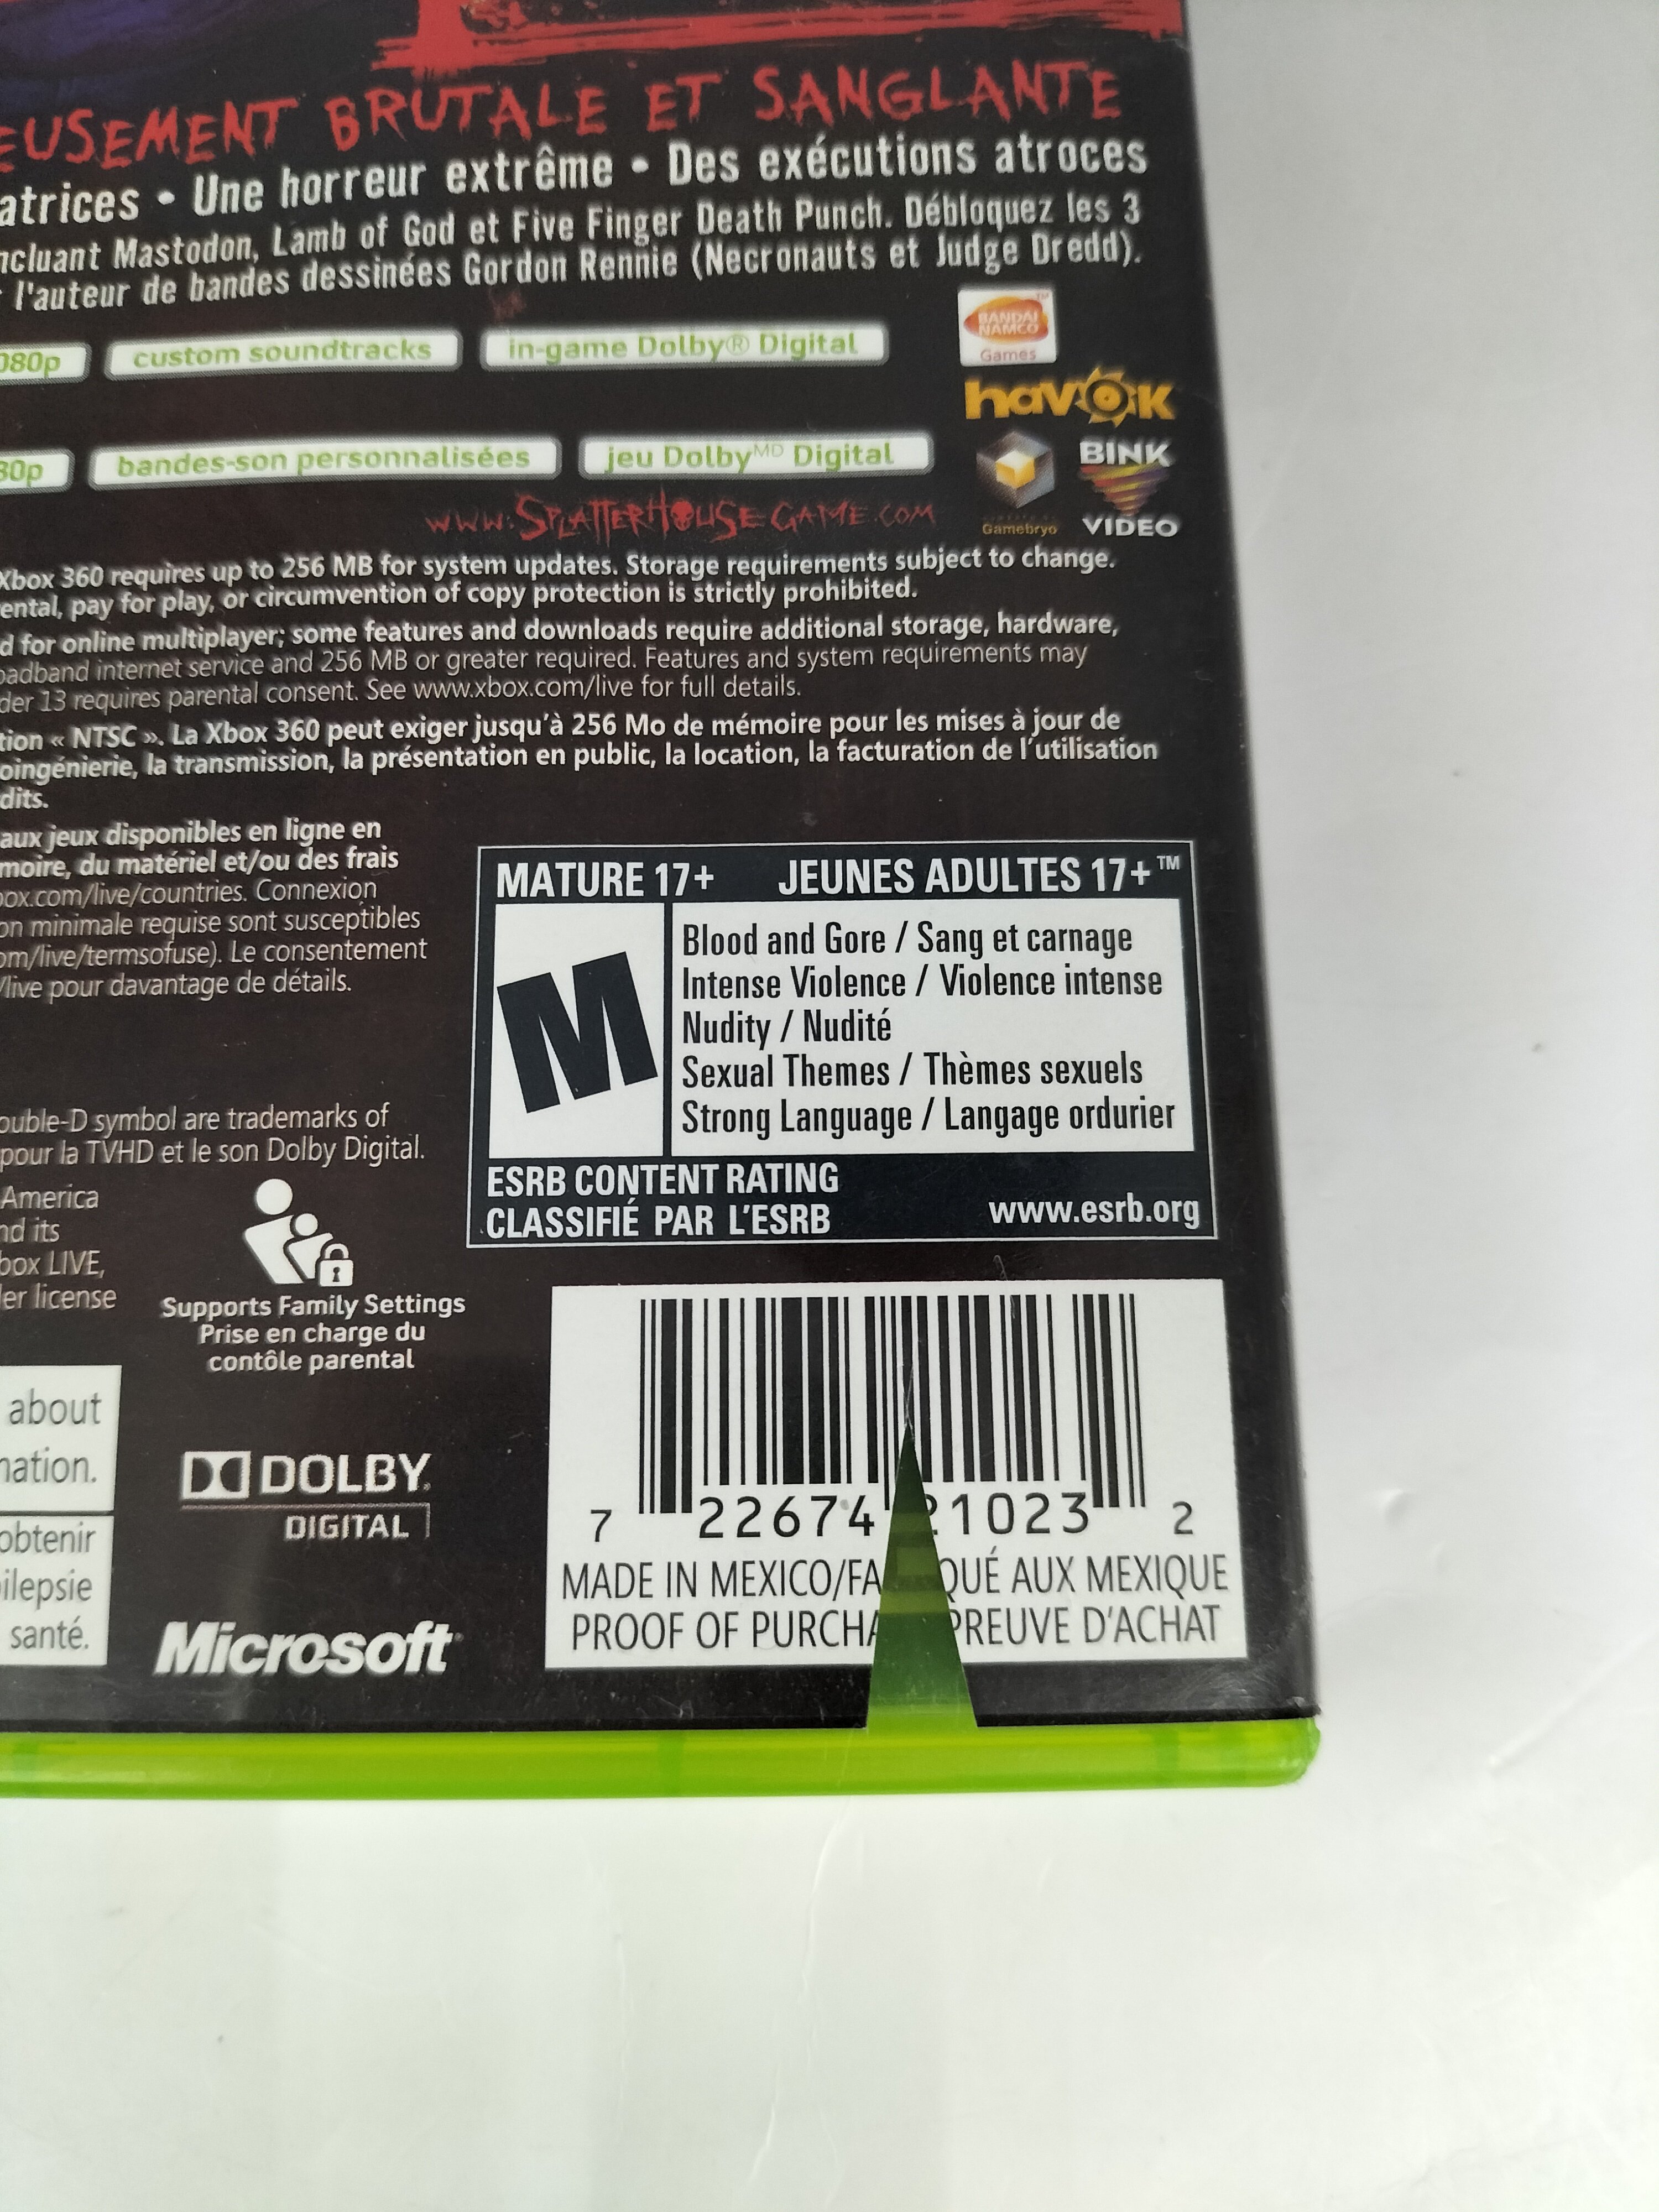 EUSEMENT BRUTALE ET SANGLANTE
atrices • Une horreur extrême • Des exécutions atroces
ncluant Mastodon, Lamb of God et Five Finger Death Punch. Débloquez les 3
l'auteur de bandes dessinées Gordon Rennie (Necronauts et Judge Dredd).
080p custom soundtracks in-game Dolby® Digital
BANDAI NAMCO Games ™
havok
80p bandes-son personnalisées jeu Dolby MD Digital
Gamebryo
BINK VIDEO
www.SPLATTERHOUSEGAME.COM
Xbox 360 requires up to 256 MB for system updates. Storage requirements subject to change.
ental, pay for play, or circumvention of copy protection is strictly prohibited.
d for online multiplayer; some features and downloads require additional storage, hardware,
oadband internet service and 256 MB or greater required. Features and system requirements may
der 13 requires parental consent. See www.xbox.com/live for full details.
tion « NTSC ». La Xbox 360 peut exiger jusqu'à 256 Mo de mémoire pour les mises à jour de
oingénierie, la transmission, la présentation en public, la location, la facturation de l'utilisation
dits.
aux jeux disponibles en ligne en
moire, du matériel et/ou des frais
box.com/live/countries. Connexion
on minimale requise sont susceptibles
om/live/termsofuse). Le consentement
/live pour davantage de détails.
MATURE 17+ JEUNES ADULTES 17+™
M
Blood and Gore / Sang et carnage
Intense Violence / Violence intense
Nudity / Nudité
Sexual Themes / Thèmes sexuels
Strong Language / Langage ordurier
ESRB CONTENT RATING
CLASSIFIÉ PAR L'ESRB www.esrb.org
ouble-D symbol are trademarks of
pour la TVHD et le son Dolby Digital.
America
nd its
box LIVE,
er license
Supports Family Settings
Prise en charge du
contôle parental
about
mation.
obtenir
ilepsie
santé.
DOLBY
DIGITAL
Microsoft
7 22674 21023 2
MADE IN MEXICO/FA QUÉ AUX MEXIQUE
PROOF OF PURCHA PREUVE D'ACHAT